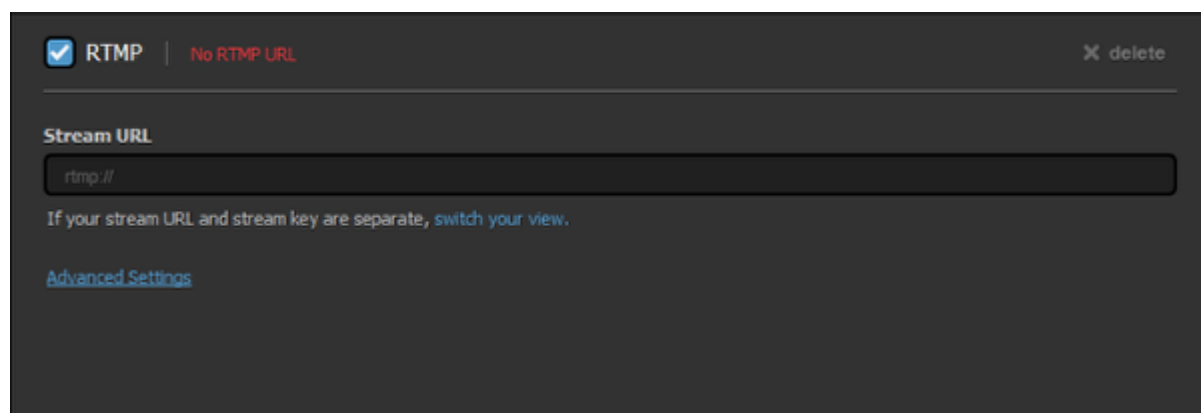 RTMP | No RTMP URL ✕ delete
Stream URL
rtmp://
If your stream URL and stream key are separate, switch your view.
Advanced Settings